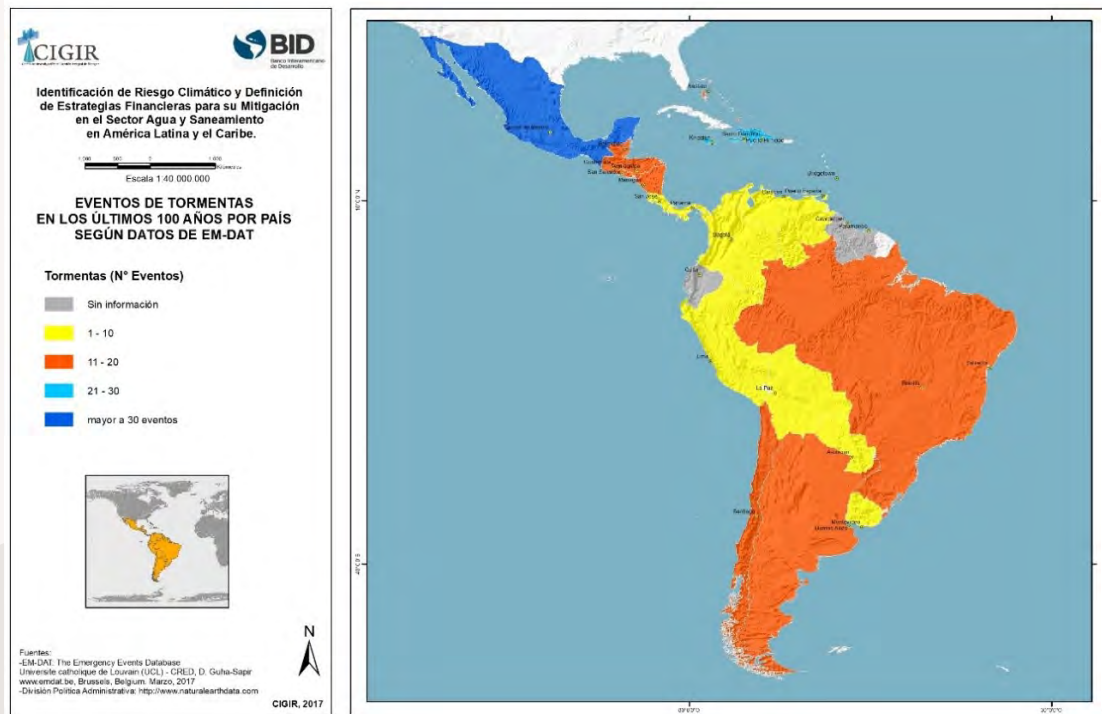 CIGIR
BID
Banco Interamericano
de Desarrollo
Identificación de Riesgo Climático y Definición
de Estrategias Financieras para su Mitigación
en el Sector Agua y Saneamiento
en América Latina y el Caribe.
Escala 1:40.000.000
EVENTOS DE TORMENTAS
EN LOS ÚLTIMOS 100 AÑOS POR PAÍS
SEGÚN DATOS DE EM-DAT
Tormentas (N° Eventos)
Sin información
1 - 10
11 - 20
21 - 30
mayor a 30 eventos
N
Fuentes:
-EM-DAT: The Emergency Events Database
Universite catholique de Louvain (UCL) - CRED, D. Guha-Sapir
www.emdat.be, Brussels, Belgium. Marzo, 2017
-División Política Administrativa: http://www.naturalearthdata.com
CIGIR, 2017
Nassau
Kingston
San Salvador
Managua
San José
Panamá
Bridgetown
Caracas
Bogotá
Quito
Lima
La Paz
Brasilia
Asunción
Santiago
Montevideo
Buenos Aires